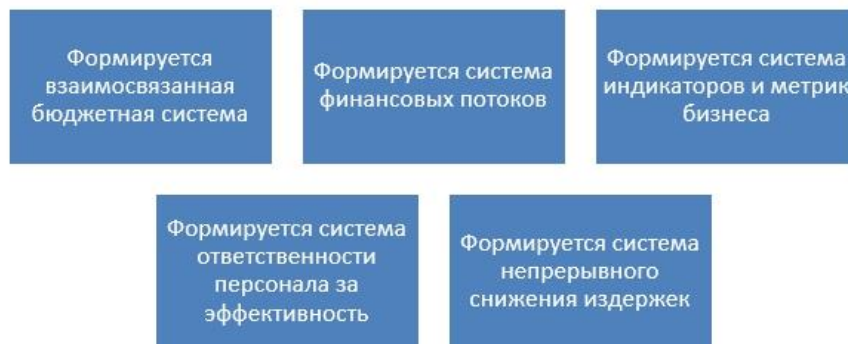 Формируется
взаимосвязанная
бюджетная система
Формируется система
финансовых потоков
Формируется система
индикаторов и метрик
бизнеса
Формируется система
ответственности
персонала за
эффективность
Формируется система
непрерывного
снижения издержек